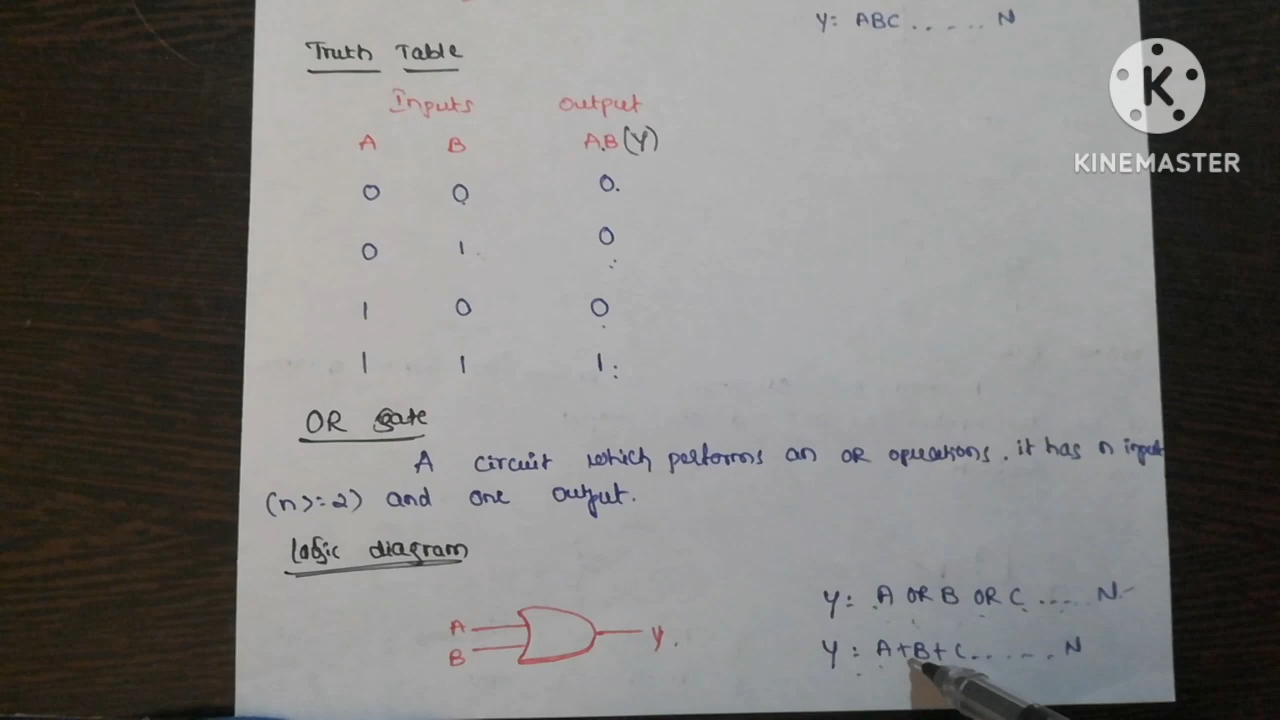 Y: ABC ..... N
Truth Table
Inputs Output
A B A.B (Y)
0 0 0.
0 1 0
1 0 0
1 1 1
OR Gate
A circuit which performs an OR operations. it has n input
(n>=2) and one output.
Logic diagram
A
B
Y.
Y: A OR B OR C .... N
Y: A+B+C...... N
K
KINEMASTER